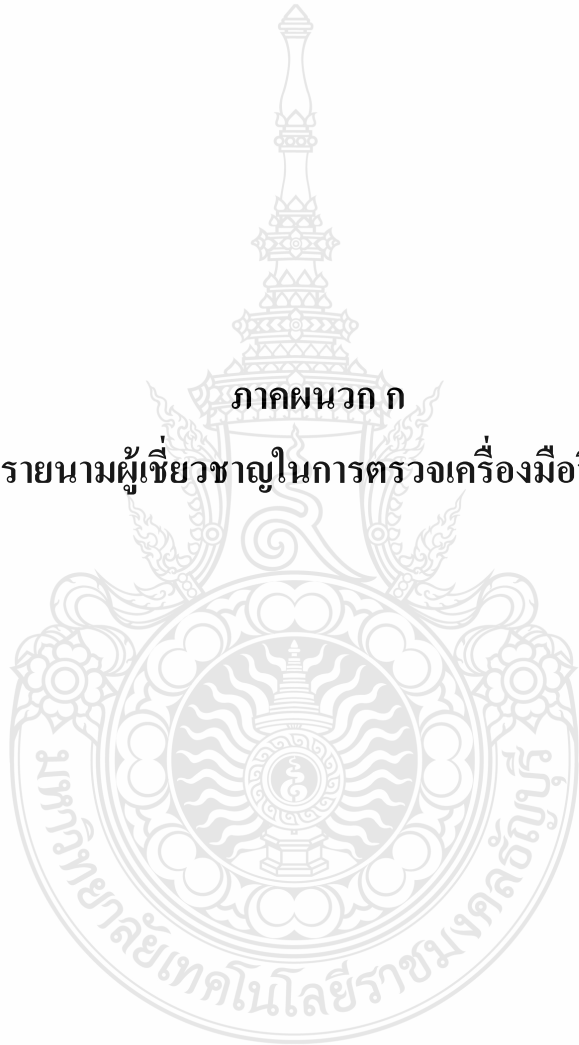 ภาคผนวก ก
รายนามผู้เชี่ยวชาญในการตรวจเครื่องมือ
มหาวิทยาลัยเทคโนโลยีราชมงคลธัญบุรี